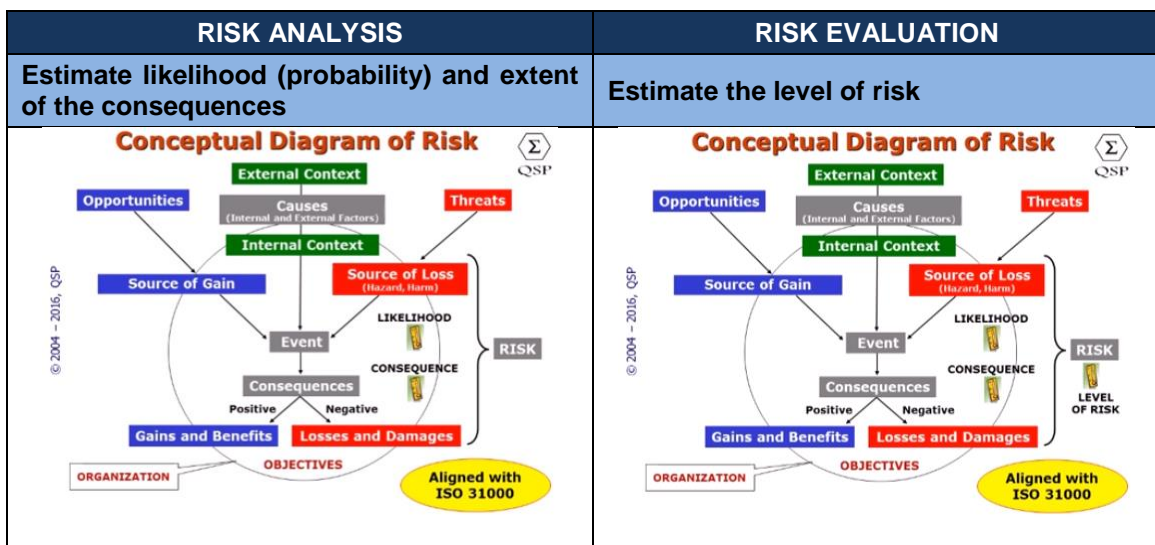 RISK ANALYSIS
Estimate likelihood (probability) and extent
of the consequences
Conceptual Diagram of Risk
Σ
QSP
External Context
Opportunities
Causes
(Internal and External Factors)
Threats
Internal Context
Source of Gain
Source of Loss
(Hazard, Harm)
LIKELIHOOD
Event
RISK
CONSEQUENCE
Consequences
Positive
Negative
Gains and Benefits
Losses and Damages
OBJECTIVES
ORGANIZATION
Aligned with
ISO 31000
© 2004 – 2016, QSP
RISK EVALUATION
Estimate the level of risk
Conceptual Diagram of Risk
Σ
QSP
External Context
Opportunities
Causes
(Internal and External Factors)
Threats
Internal Context
Source of Gain
Source of Loss
(Hazard, Harm)
LIKELIHOOD
Event
RISK
CONSEQUENCE
Consequences
LEVEL
OF RISK
Positive
Negative
Gains and Benefits
Losses and Damages
OBJECTIVES
ORGANIZATION
Aligned with
ISO 31000
© 2004 – 2016, QSP